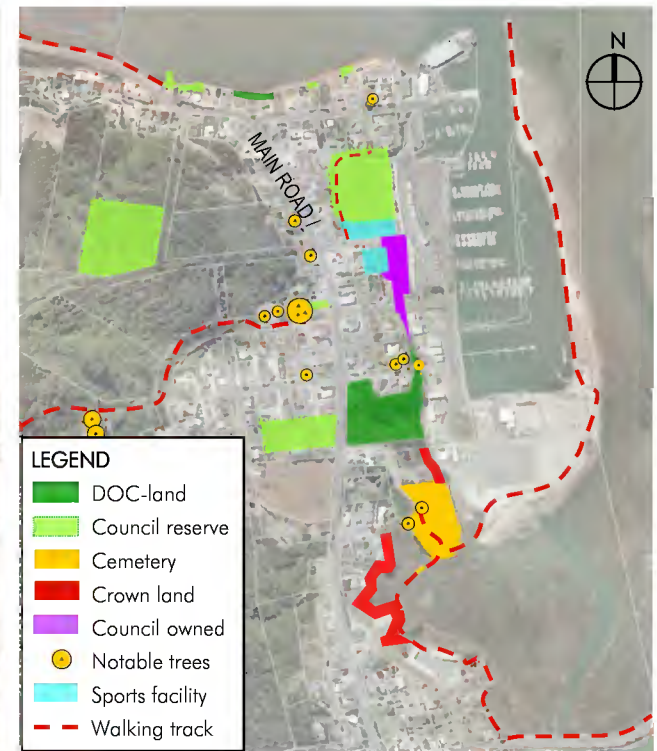 N
MAIN ROAD
LEGEND
DOC-land
Council reserve
Cemetery
Crown land
Council owned
Notable trees
Sports facility
Walking track